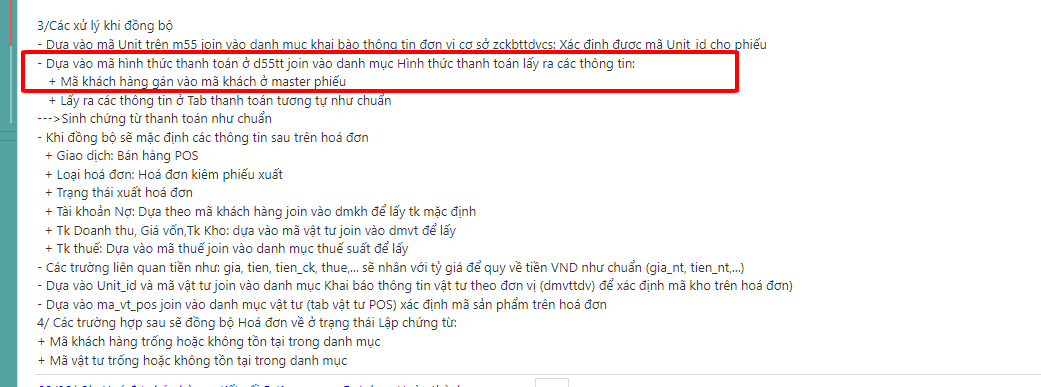 3/Các xử lý khi đồng bộ
- Dựa vào mã Unit trên m55 join vào danh mục khai bào thông tin đơn vị cơ sở zckbttdvcs: Xác định được mã Unit_id cho phiếu
- Dựa vào mã hình thức thanh toán ở d55tt join vào danh mục Hình thức thanh toán lấy ra các thông tin:
+ Mã khách hàng gán vào mã khách ở master phiếu
+ Lấy ra các thông tin ở Tab thanh toán tương tự như chuẩn
--->Sinh chứng từ thanh toán như chuẩn
- Khi đồng bộ sẽ mặc định các thông tin sau trên hoá đơn
+ Giao dịch: Bán hàng POS
+ Loại hoá đơn: Hoá đơn kiêm phiếu xuất
+ Trạng thái xuất hoá đơn
+ Tài khoản Nợ: Dựa theo mã khách hàng join vào dmkh để lấy tk mặc định
+ Tk Doanh thu, Giá vốn,Tk Kho: dựa vào mã vật tư join vào dmvt để lấy
+ Tk thuế: Dựa vào mã thuế join vào danh mục thuế suất để lấy
- Các trường liên quan tiền như: gia, tien, tien_ck, thue,... sẽ nhân với tỷ giá để quy về tiền VND như chuẩn (gia_nt, tien_nt,...)
- Dựa vào Unit_id và mã vật tư join vào danh mục Khai báo thông tin vật tư theo đơn vị (dmvttdv) để xác định mã kho trên hoá đơn)
- Dựa vào ma_vt_pos join vào danh mục vật tư (tab vật tư POS) xác định mã sản phẩm trên hoá đơn
4/ Các trường hợp sau sẽ đồng bộ Hoá đơn về ở trạng thái Lập chứng từ:
+ Mã khách hàng trống hoặc không tồn tại trong danh mục
+ Mã vật tư trống hoặc không tồn tại trong danh mục